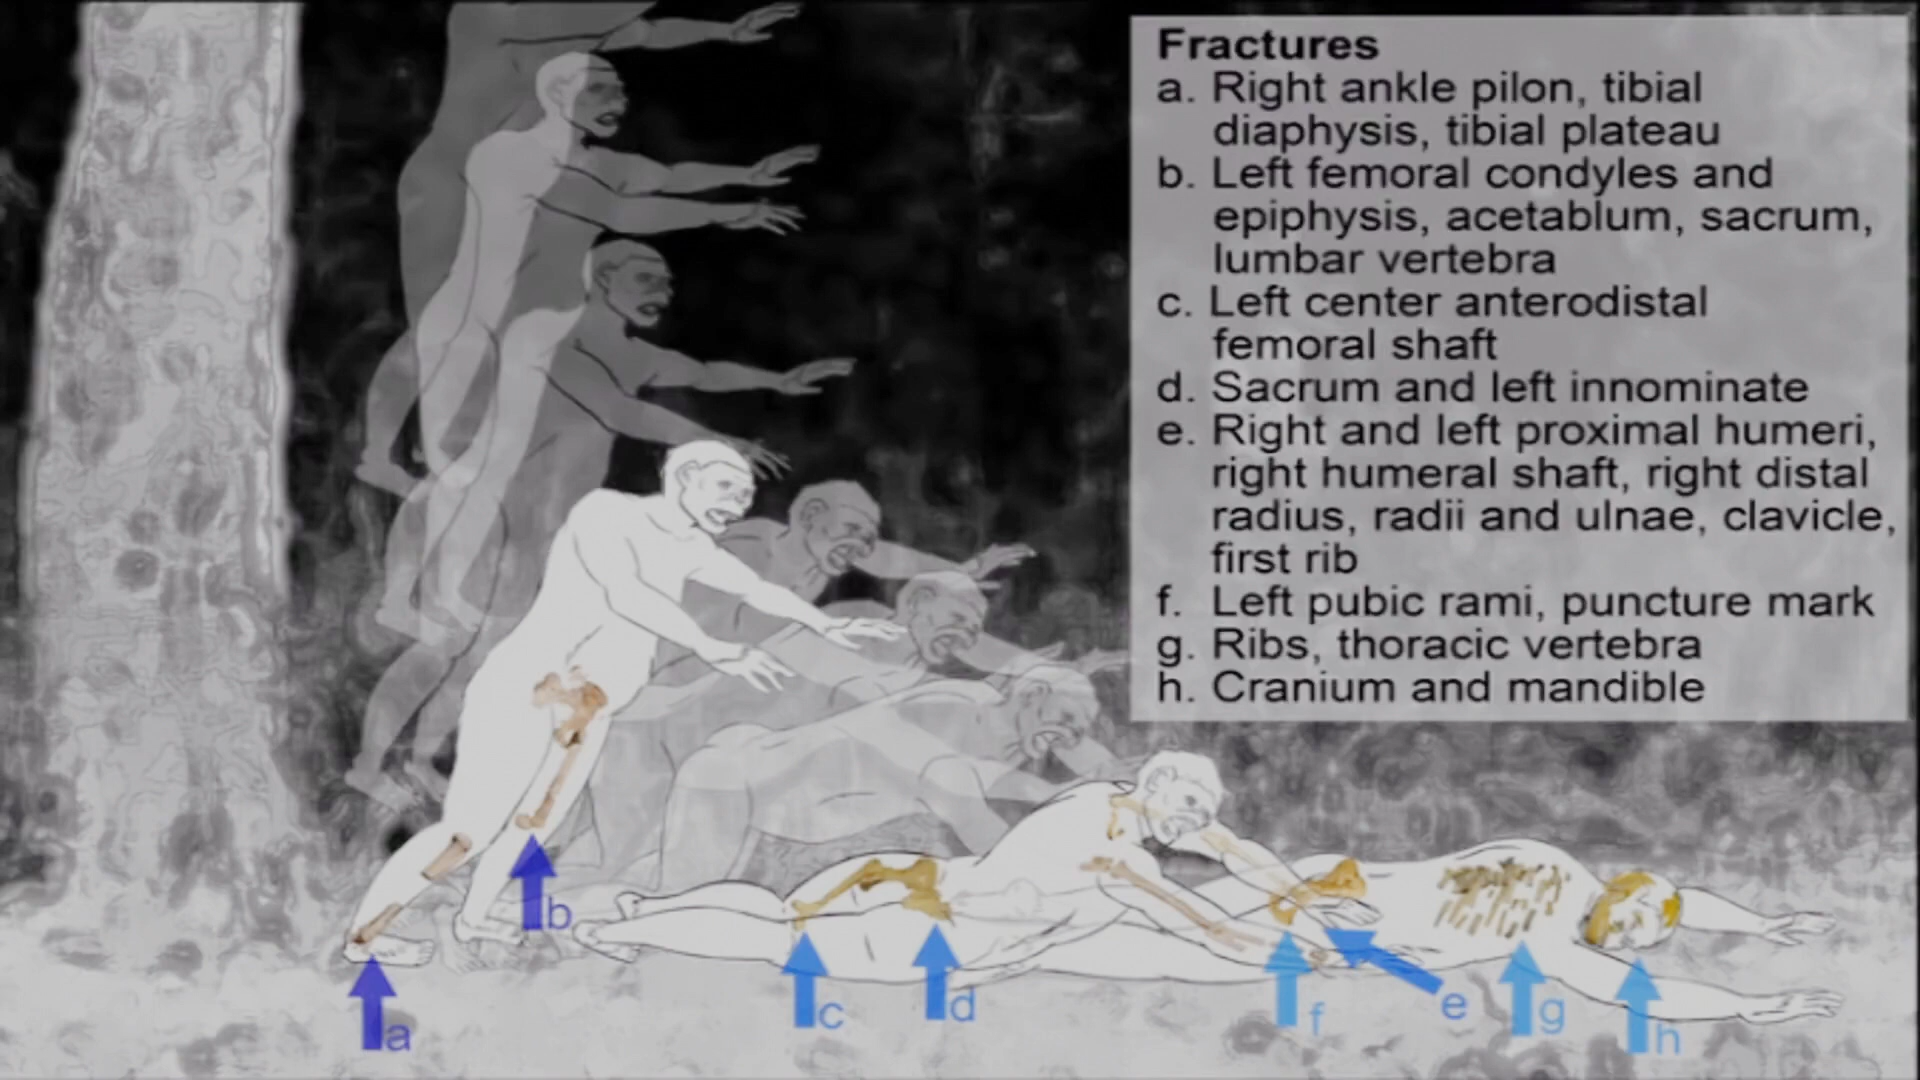 Fractures
a. Right ankle pilon, tibial
diaphysis, tibial plateau
b. Left femoral condyles and
epiphysis, acetablum, sacrum,
lumbar vertebra
c. Left center anterodistal
femoral shaft
d. Sacrum and left innominate
e. Right and left proximal humeri,
right humeral shaft, right distal
radius, radii and ulnae, clavicle,
first rib
f. Left pubic rami, puncture mark
g. Ribs, thoracic vertebra
h. Cranium and mandible
b
a
c
d
f
e
g
h